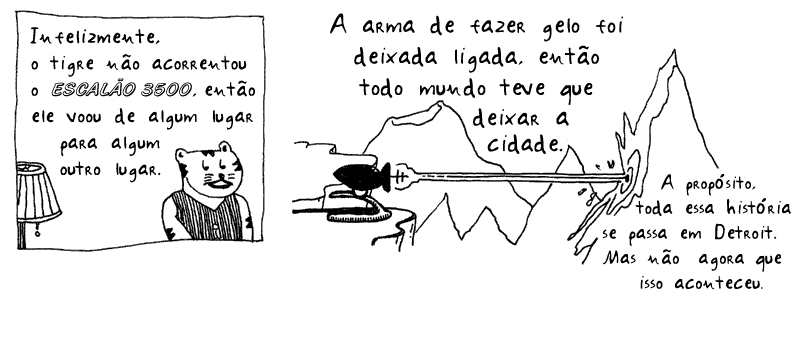 Infelizmente,
o tigre não acorrentou
o ESCALÃO 3500, então
ele voou de algum lugar
para algum
outro lugar.
A arma de fazer gelo foi
deixada ligada, então
todo mundo teve que
deixar a
cidade.
A propósito,
toda essa história
se passa em Detroit.
Mas não agora que
isso aconteceu.